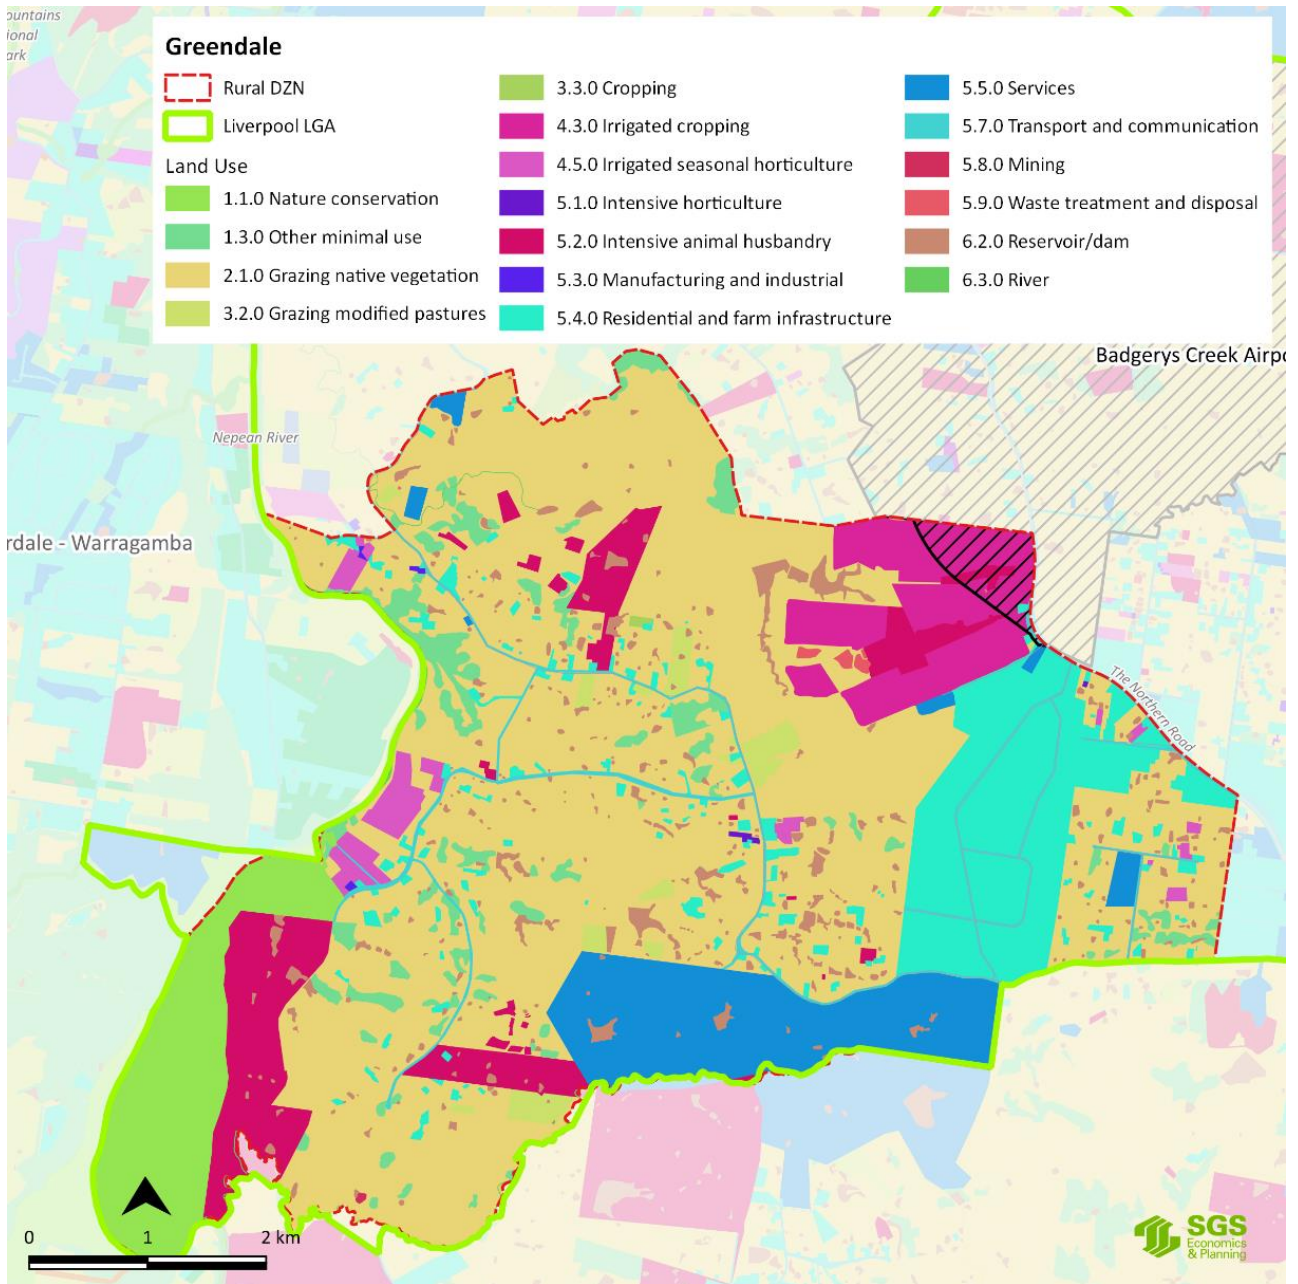 ountains
ional
ark
Greendale
Rural DZN
Liverpool LGA
Land Use
1.1.0 Nature conservation
1.3.0 Other minimal use
2.1.0 Grazing native vegetation
3.2.0 Grazing modified pastures
3.3.0 Cropping
4.3.0 Irrigated cropping
4.5.0 Irrigated seasonal horticulture
5.1.0 Intensive horticulture
5.2.0 Intensive animal husbandry
5.3.0 Manufacturing and industrial
5.4.0 Residential and farm infrastructure
5.5.0 Services
5.7.0 Transport and communication
5.8.0 Mining
5.9.0 Waste treatment and disposal
6.2.0 Reservoir/dam
6.3.0 River
Badgerys Creek Airpo
Nepean River
rdale - Warragamba
The Northern Road
0 1 2 km
SGS
Economics
& Planning